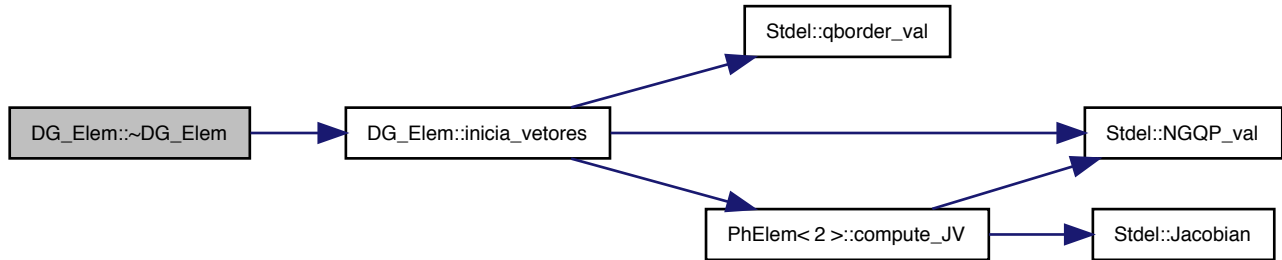 Stdel::qborder_val
DG_Elem::~DG_Elem
DG_Elem::inicia_vetores
Stdel::NGQP_val
PhElem< 2 >::compute_JV
Stdel::Jacobian